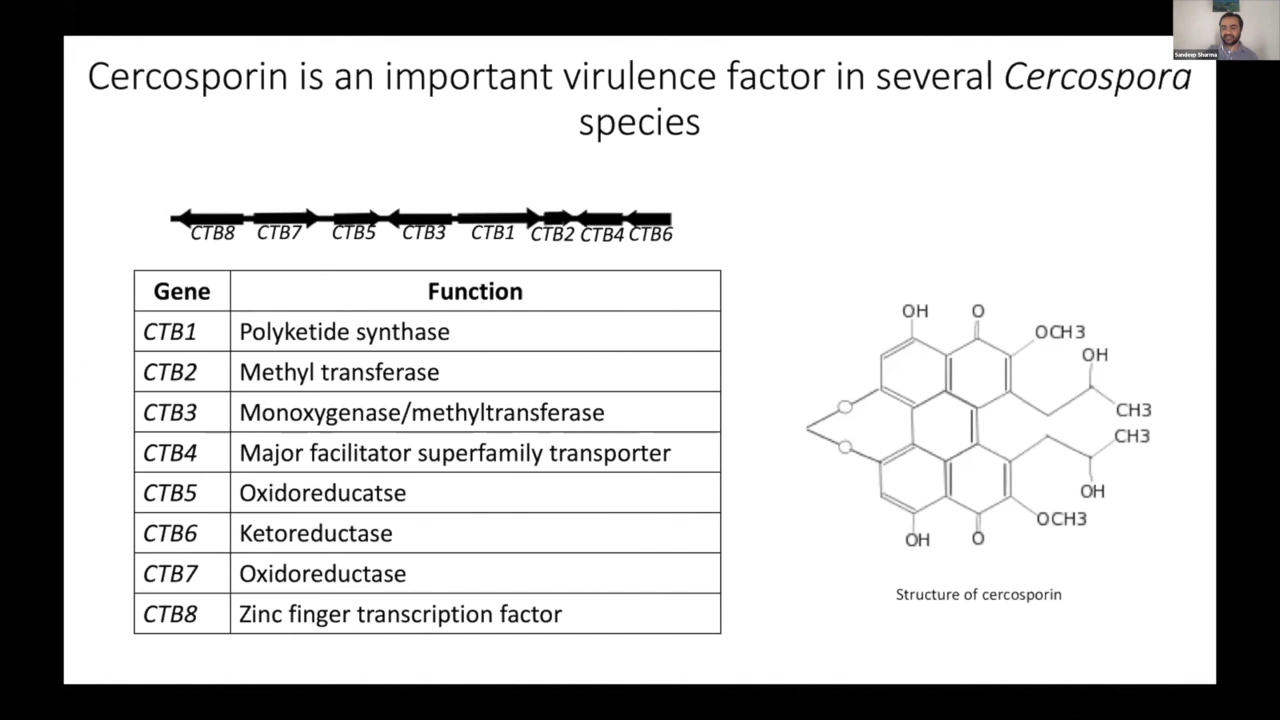 Sandeep Sharma
Cercosporin is an important virulence factor in several Cercospora
species
CTB8 CTB7 CTB5 CTB3 CTB1 CTB2 CTB4 CTB6
Gene Function
CTB1 Polyketide synthase
CTB2 Methyl transferase
CTB3 Monoxygenase/methyltransferase
CTB4 Major facilitator superfamily transporter
CTB5 Oxidoreducatse
CTB6 Ketoreductase
CTB7 Oxidoreductase
CTB8 Zinc finger transcription factor
OH O
OCH3
OH
CH3
CH3
OH
OCH3
OH O
Structure of cercosporin